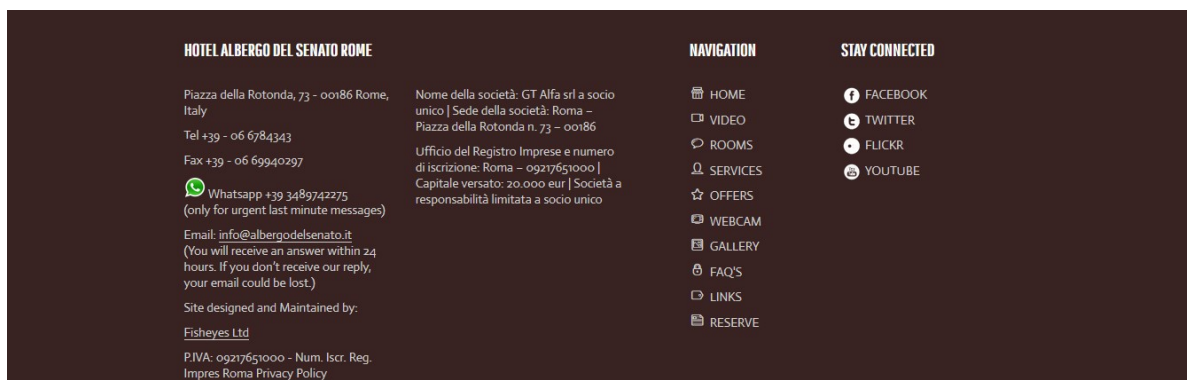 HOTEL ALBERGO DEL SENATO ROME
Piazza della Rotonda, 73 - 00186 Rome,
Italy
Tel +39 - 06 6784343
Fax +39 - 06 69940297
Whatsapp +39 3489742275
(only for urgent last minute messages)
Email: info@albergodelsenato.it
(You will receive an answer within 24
hours. If you don't receive our reply,
your email could be lost.)
Site designed and Maintained by:
Fisheyes Ltd
P.IVA: 09217651000 - Num. Iscr. Reg.
Impres Roma Privacy Policy
Nome della società: GT Alfa srl a socio
unico | Sede della società: Roma –
Piazza della Rotonda n. 73 – 00186
Ufficio del Registro Imprese e numero
di iscrizione: Roma – 09217651000 |
Capitale versato: 20.000 eur | Società a
responsabilità limitata a socio unico
NAVIGATION
HOME
VIDEO
ROOMS
SERVICES
OFFERS
WEBCAM
GALLERY
FAQ'S
LINKS
RESERVE
STAY CONNECTED
FACEBOOK
TWITTER
FLICKR
YOUTUBE